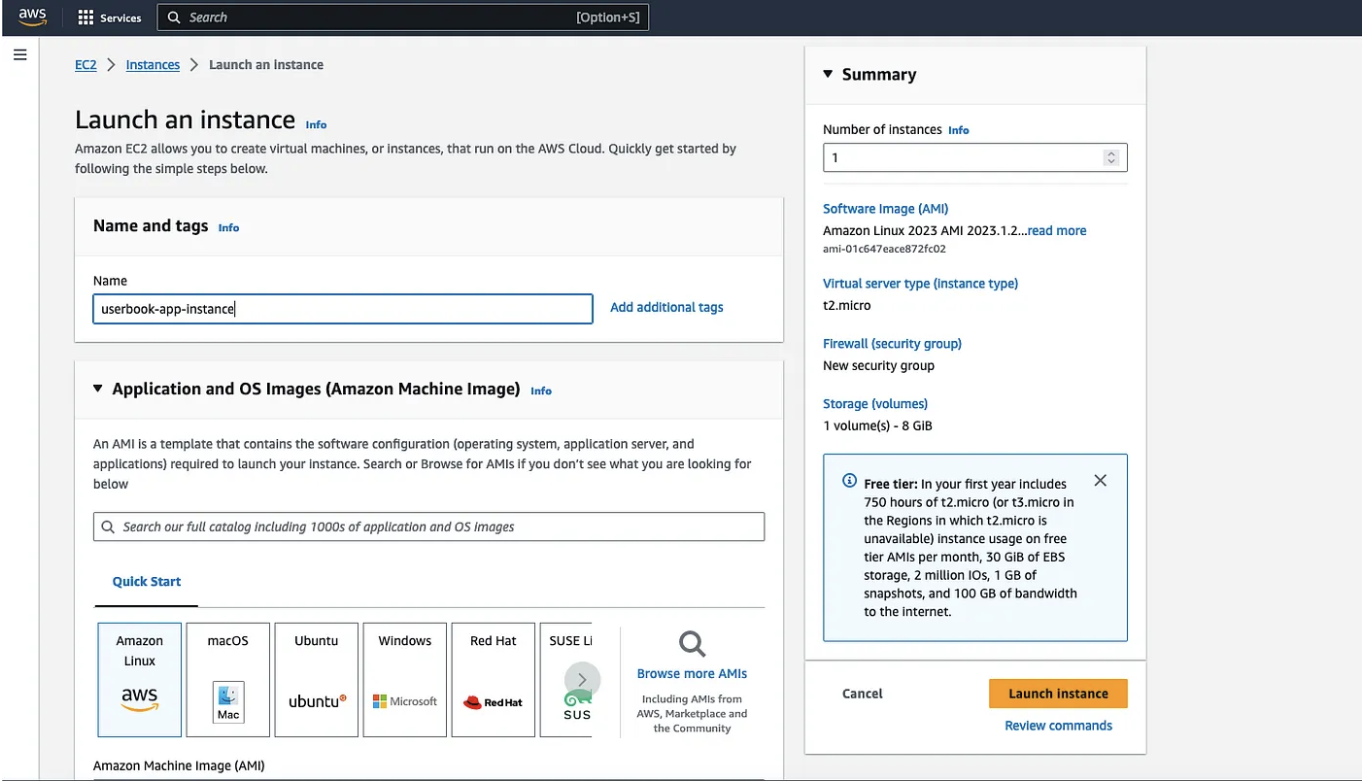 aws
Services
Search
[Option+S]
EC2
Instances
Launch an instance
Launch an instance Info
Amazon EC2 allows you to create virtual machines, or instances, that run on the AWS Cloud. Quickly get started by
following the simple steps below.
Name and tags Info
Name
userbook-app-instance
Add additional tags
Application and OS Images (Amazon Machine Image) Info
An AMI is a template that contains the software configuration (operating system, application server, and
applications) required to launch your instance. Search or Browse for AMIs if you don't see what you are looking for
below
Search our full catalog including 1000s of application and OS images
Quick Start
Amazon
Linux
aws
macOS
Mac
Ubuntu
ubuntu
Windows
Microsoft
Red Hat
Red Hat
SUSE Li
SUS
Browse more AMIs
Including AMIs from
AWS, Marketplace and
the Community
Amazon Machine Image (AMI)
Summary
Number of instances Info
1
Software Image (AMI)
Amazon Linux 2023 AMI 2023.1.2...read more
ami-01c647eace872fc02
Virtual server type (instance type)
t2.micro
Firewall (security group)
New security group
Storage (volumes)
1 volume(s) - 8 GiB
Free tier: In your first year includes
750 hours of t2.micro (or t3.micro in
the Regions in which t2.micro is
unavailable) instance usage on free
tier AMIs per month, 30 GiB of EBS
storage, 2 million IOs, 1 GB of
snapshots, and 100 GB of bandwidth
to the internet.
Cancel
Launch instance
Review commands